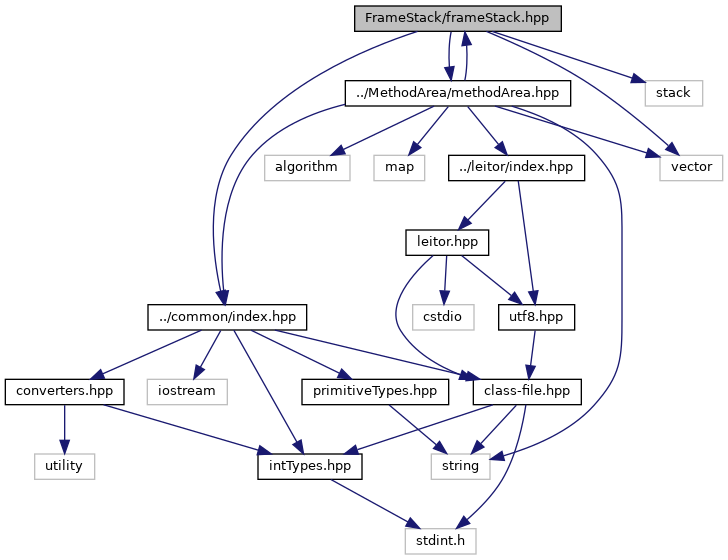 FrameStack/frameStack.hpp
../MethodArea/methodArea.hpp
stack
algorithm
map
../leitor/index.hpp
vector
leitor.hpp
../common/index.hpp
cstdio
utf8.hpp
converters.hpp
iostream
primitiveTypes.hpp
class-file.hpp
utility
intTypes.hpp
string
stdint.h